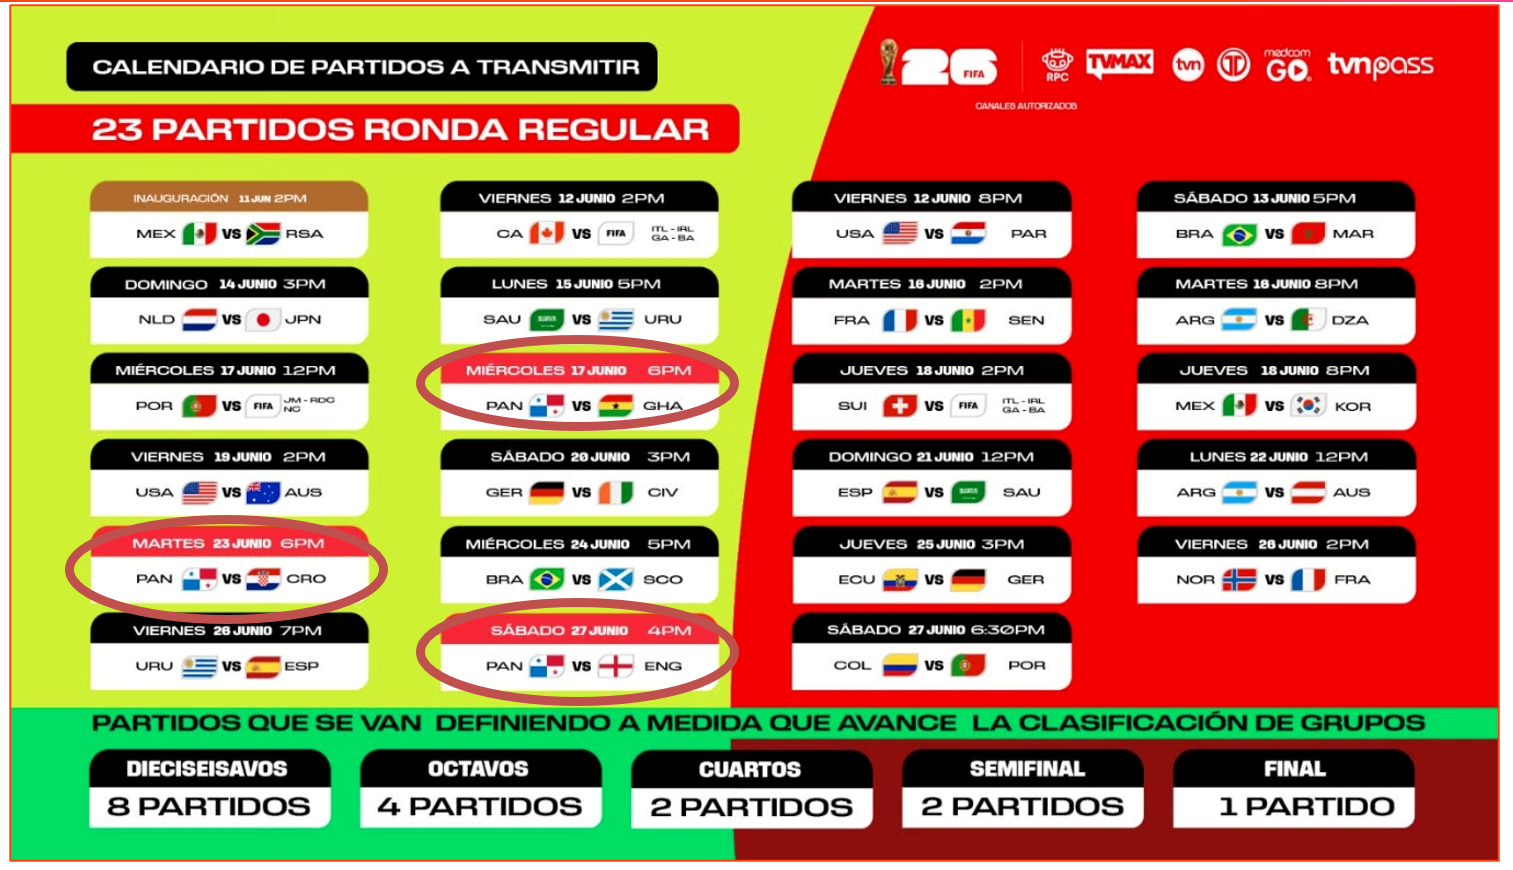 CALENDARIO DE PARTIDOS A TRANSMITIR
26 FIFA
RPC
TVMAX
tvn
medcom GO
tvnpass
CANALES AUTORIZADOS
23 PARTIDOS RONDA REGULAR
INAUGURACIÓN 11 JUN 2PM
MEX VS RSA
VIERNES 12 JUNIO 2PM
CA VS FIFA ITL - IRL
GA - BA
VIERNES 12 JUNIO 8PM
USA VS PAR
SÁBADO 13 JUNIO 5PM
BRA VS MAR
DOMINGO 14 JUNIO 3PM
NLD VS JPN
LUNES 15 JUNIO 5PM
SAU VS URU
MARTES 16 JUNIO 2PM
FRA VS SEN
MARTES 16 JUNIO 8PM
ARG VS DZA
MIÉRCOLES 17 JUNIO 12PM
POR VS FIFA JM - RDC
NC
MIÉRCOLES 17 JUNIO 6PM
PAN VS GHA
JUEVES 18 JUNIO 2PM
SUI VS FIFA ITL - IRL
GA - BA
JUEVES 18 JUNIO 8PM
MEX VS KOR
VIERNES 19 JUNIO 2PM
USA VS AUS
SÁBADO 20 JUNIO 3PM
GER VS CIV
DOMINGO 21 JUNIO 12PM
ESP VS SAU
LUNES 22 JUNIO 12PM
ARG VS AUS
MARTES 23 JUNIO 6PM
PAN VS CRO
MIÉRCOLES 24 JUNIO 5PM
BRA VS SCO
JUEVES 25 JUNIO 3PM
ECU VS GER
VIERNES 26 JUNIO 2PM
NOR VS FRA
VIERNES 26 JUNIO 7PM
URU VS ESP
SÁBADO 27 JUNIO 4PM
PAN VS ENG
SÁBADO 27 JUNIO 6:30PM
COL VS POR
PARTIDOS QUE SE VAN DEFINIENDO A MEDIDA QUE AVANCE LA CLASIFICACIÓN DE GRUPOS
DIECISEISAVOS
8 PARTIDOS
OCTAVOS
4 PARTIDOS
CUARTOS
2 PARTIDOS
SEMIFINAL
2 PARTIDOS
FINAL
1 PARTIDO